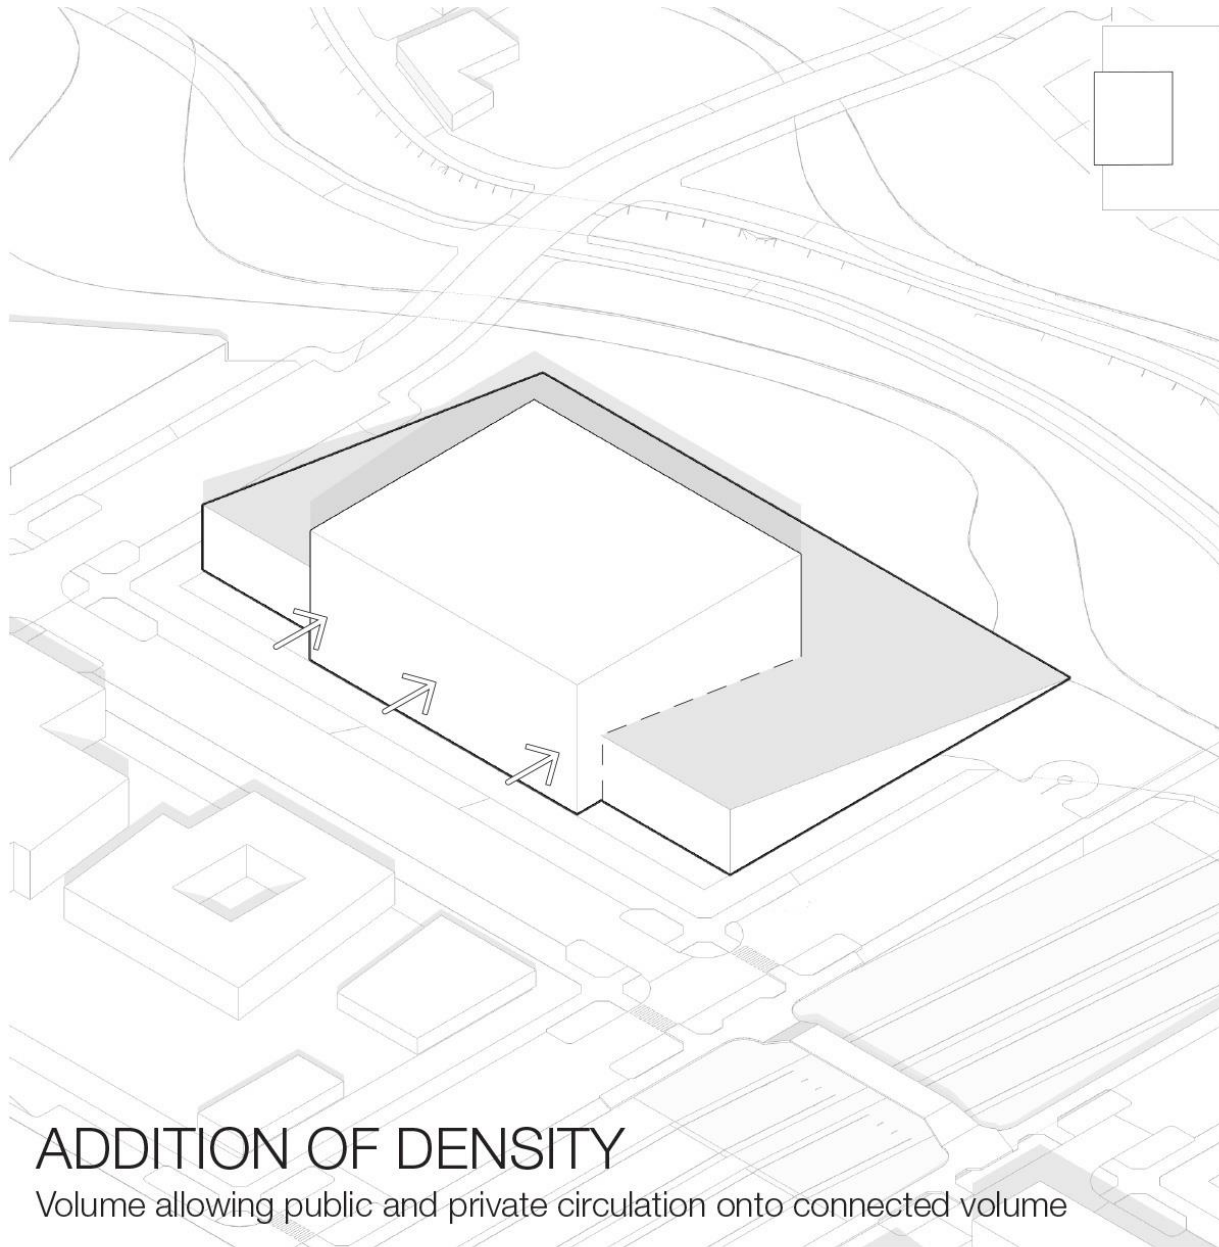 ADDITION OF DENSITY
Volume allowing public and private circulation onto connected volume